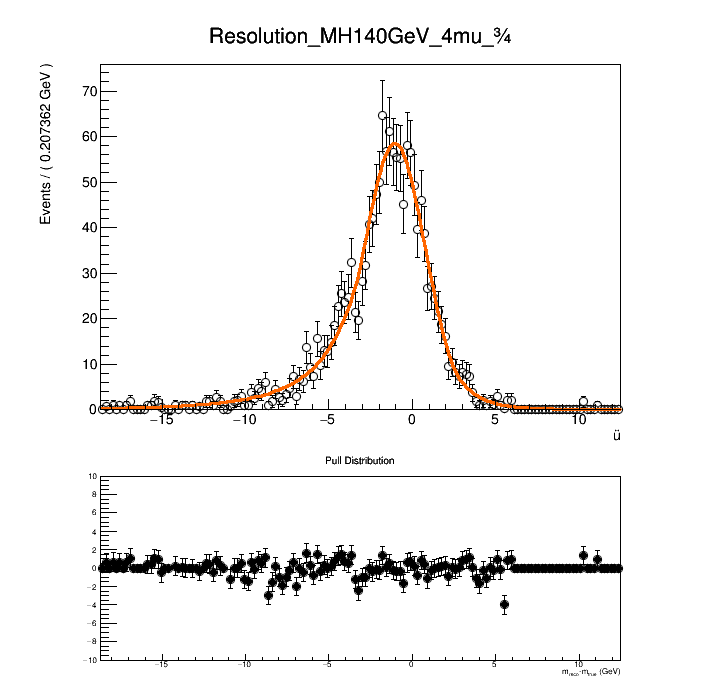 Resolution_MH140GeV_4mu_¾
Events / ( 0.207362 GeV )
70
60
50
40
30
20
10
0
−15 −10 −5 0 5 10
ü
Pull Distribution
10
8
6
4
2
0
−2
−4
−6
−8
−10
−15 −10 −5 0 5 10
m_reco-m_true (GeV)